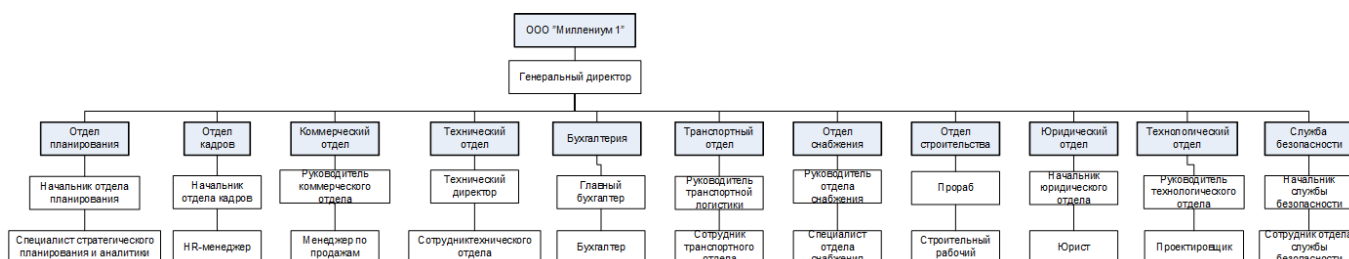 ООО "Миллениум 1"
Генеральный директор
Отдел
планирования
Отдел
кадров
Коммерческий
отдел
Технический
отдел
Бухгалтерия
Транспортный
отдел
Отдел
снабжения
Отдел
строительства
Юридический
отдел
Технологический
отдел
Служба
безопасности
Начальник отдела
планирования
Начальник
отдела кадров
Руководитель
коммерческого
отдела
Технический
директор
Главный
бухгалтер
Руководитель
транспортной
логистики
Руководитель
отдела
снабжения
Прораб
Начальник
юридического
отдела
Руководитель
технологического
отдела
Начальник
службы
безопасности
Специалист стратегического
планирования и аналитики
HR-менеджер
Менеджер по
продажам
Сотрудниктехнического
отдела
Бухгалтер
Сотрудник
транспортного
отдела
Специалист
отдела
снабжения
Строительный
рабочий
Юрист
Проектировщик
Сотрудник отдела
службы
безопасности